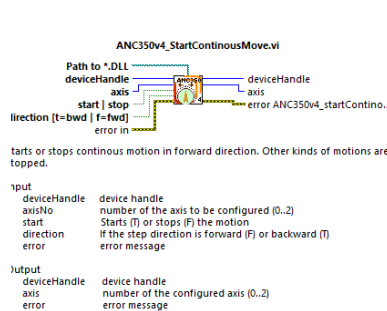 ANC350v4_StartContinousMove.vi
Path to *.DLL
deviceHandle
axis
start | stop
direction [t=bwd | f=fwd]
error in
ANC350
4
deviceHandle
axis
error ANC350v4_startContino..
tarts or stops continous motion in forward direction. Other kinds of motions are
topped.
nput
deviceHandle device handle
axisNo number of the axis to be configured (0..2)
start Starts (T) or stops (F) the motion
direction If the step direction is forward (F) or backward (T)
error error message
Output
deviceHandle device handle
axis number of the configured axis (0..2)
error error message